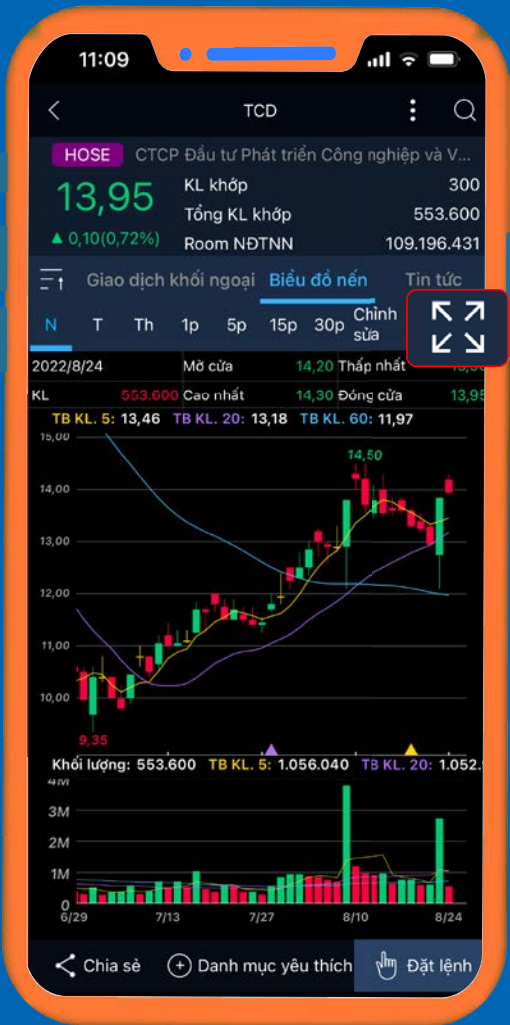 11:09
TCD
HOSE CTCP Đầu tư Phát triển Công nghiệp và V...
13,95
▲ 0,10(0,72%)
KL khớp 300
Tổng KL khớp 553.600
Room NĐTNN 109.196.431
Giao dịch khối ngoại Biểu đồ nến Tin tức
N T Th 1p 5p 15p 30p Chỉnh sửa
2022/8/24 Mở cửa 14,20 Thấp nhất
KL 553.600 Cao nhất 14,30 Đóng cửa 13,95
TB KL. 5: 13,46 TB KL. 20: 13,18 TB KL. 60: 11,97
15,00
14,50
14,00
13,00
12,00
11,00
10,00
9,35
Khối lượng: 553.600 TB KL. 5: 1.056.040 TB KL. 20: 1.052.
4M
3M
2M
1M
0
6/29 7/13 7/27 8/10 8/24
Chia sẻ Danh mục yêu thích Đặt lệnh